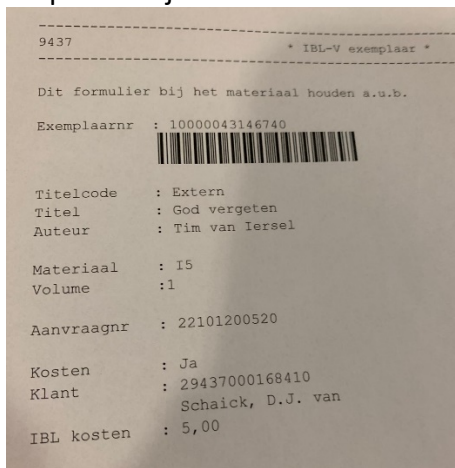 9437 * IBL-V exemplaar *
Dit formulier bij het materiaal houden a.u.b.
Exemplaarnr : 10000043146740
Titelcode : Extern
Titel : God vergeten
Auteur : Tim van Iersel
Materiaal : I5
Volume :1
Aanvraagnr : 22101200520
Kosten : Ja
Klant : 29437000168410
Schaick, D.J. van
IBL kosten : 5,00